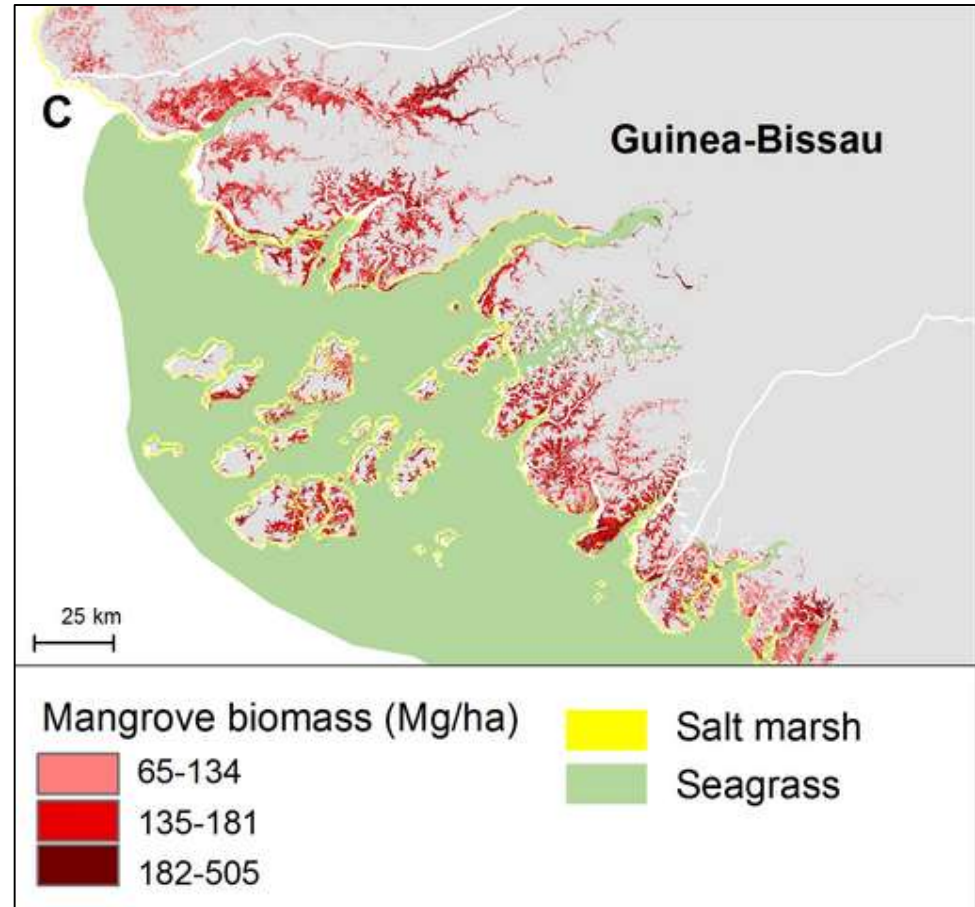 C
Guinea-Bissau
25 km
Mangrove biomass (Mg/ha)
65-134
135-181
182-505
Salt marsh
Seagrass